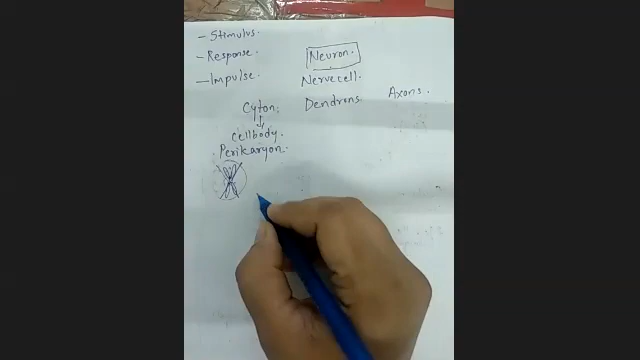 - Stimulus.
- Response.
- Impulse.
Neuron.
Nervecell.
Cyton.
Dendrons
Axons.
cellbody.
Perikaryon.